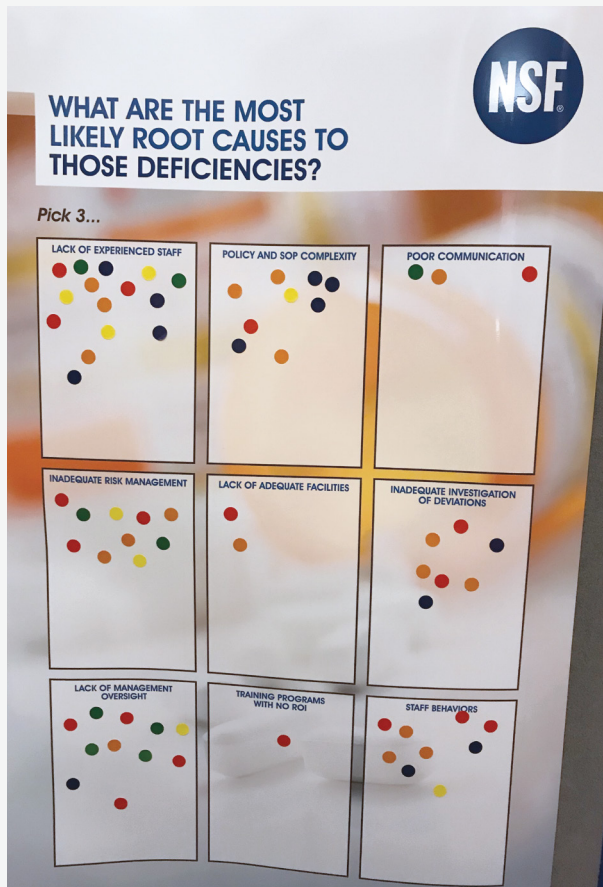 NSF®
WHAT ARE THE MOST
LIKELY ROOT CAUSES TO
THOSE DEFICIENCIES?
Pick 3...
LACK OF EXPERIENCED STAFF
POLICY AND SOP COMPLEXITY
POOR COMMUNICATION
INADEQUATE RISK MANAGEMENT
LACK OF ADEQUATE FACILITIES
INADEQUATE INVESTIGATION
OF DEVIATIONS
LACK OF MANAGEMENT
OVERSIGHT
TRAINING PROGRAMS
WITH NO ROI
STAFF BEHAVIORS